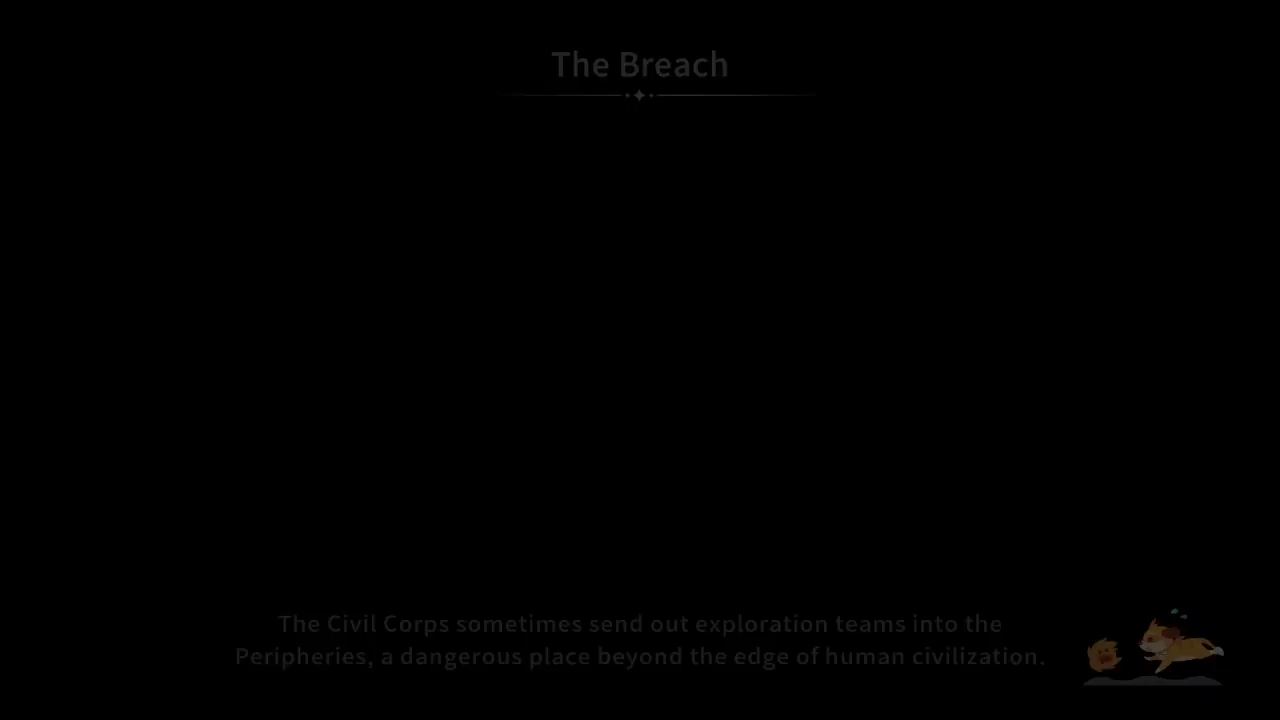 The Breach
The Civil Corps sometimes send out exploration teams into the
Peripheries, a dangerous place beyond the edge of human civilization.